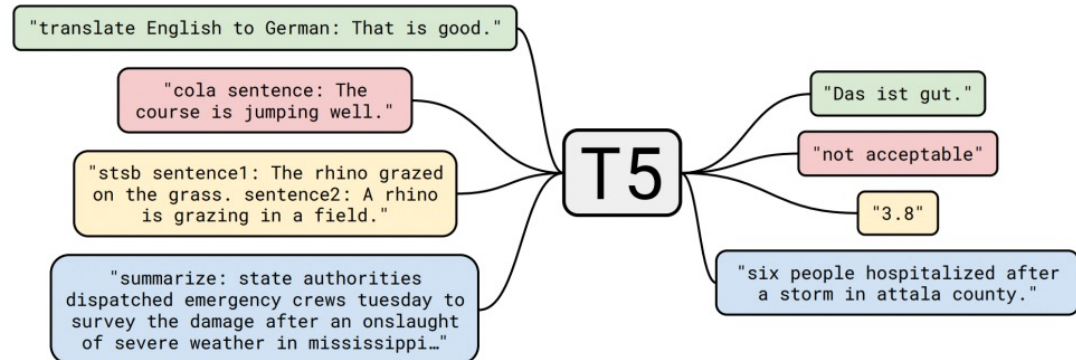 "translate English to German: That is good."
"cola sentence: The
course is jumping well."
"stsb sentence1: The rhino grazed
on the grass. sentence2: A rhino
is grazing in a field."
"summarize: state authorities
dispatched emergency crews tuesday to
survey the damage after an onslaught
of severe weather in mississippi…"
T5
"Das ist gut."
"not acceptable"
"3.8"
"six people hospitalized after
a storm in attala county."